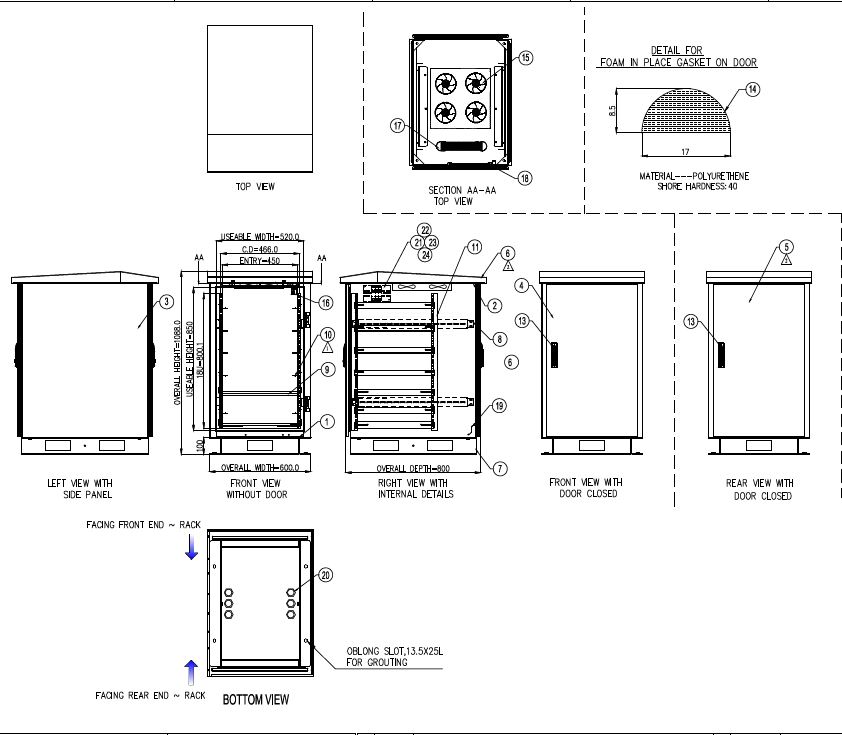 TOP VIEW
15
17
18
SECTION AA-AA
TOP VIEW
DETAIL FOR
FOAM IN PLACE GASKET ON DOOR
14
8.5
17
MATERIAL---POLYURETHENE
SHORE HARDNESS: 40
3
LEFT VIEW WITH
SIDE PANEL
USEABLE WIDTH=520.0
C.D=466.0
ENTRY=450
AA
AA
OVERALL HEIGHT=1088.0
USEABLE HEIGHT=850
18U=800.1
100
16
10
1
9
1
OVERALL WIDTH=600.0
FRONT VIEW
WITHOUT DOOR
22
21
23
24
11
6
2
8
6
19
7
OVERALL DEPTH=800
RIGHT VIEW WITH
INTERNAL DETAILS
4
13
FRONT VIEW WITH
DOOR CLOSED
5
13
REAR VIEW WITH
DOOR CLOSED
FACING FRONT END ~ RACK
20
OBLONG SLOT,13.5X25L
FOR GROUTING
FACING REAR END ~ RACK
BOTTOM VIEW